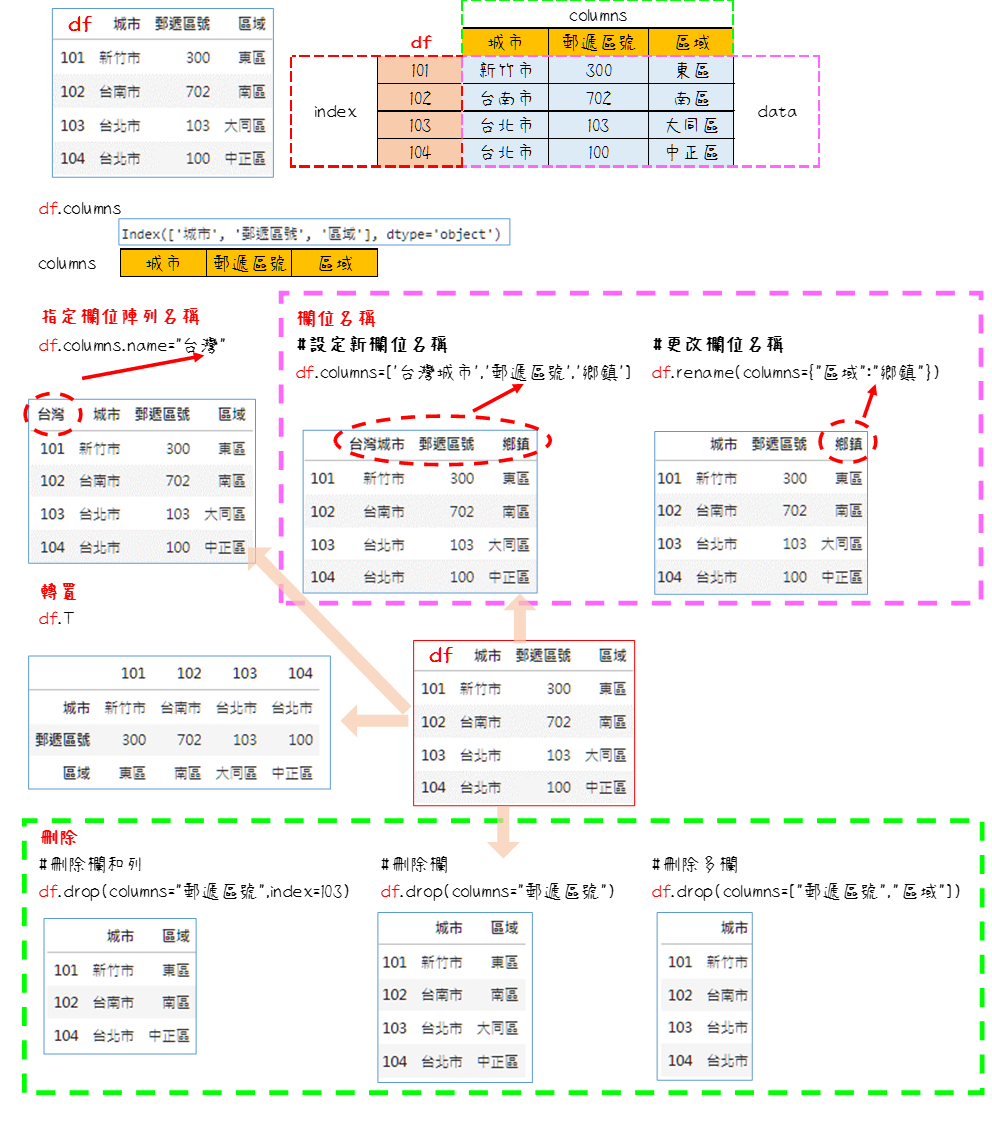 df 城市 郵遞區號 區域
101 新竹市 300 東區
102 台南市 702 南區
103 台北市 103 大同區
104 台北市 100 中正區
columns
df 城市 郵遞區號 區域
index
101 新竹市 300 東區
102 台南市 702 南區
103 台北市 103 大同區
104 台北市 100 中正區
data
df.columns
Index(['城市', '郵遞區號', '區域'], dtype='object')
columns 城市 郵遞區號 區域
指定欄位陣列名稱
df.columns.name="台灣"
台灣 城市 郵遞區號 區域
101 新竹市 300 東區
102 台南市 702 南區
103 台北市 103 大同區
104 台北市 100 中正區
欄位名稱
#設定新欄位名稱
df.columns=['台灣城市','郵遞區號','鄉鎮']
台灣城市 郵遞區號 鄉鎮
101 新竹市 300 東區
102 台南市 702 南區
103 台北市 103 大同區
104 台北市 100 中正區
#更改欄位名稱
df.rename(columns={"區域":"鄉鎮"})
城市 郵遞區號 鄉鎮
101 新竹市 300 東區
102 台南市 702 南區
103 台北市 103 大同區
104 台北市 100 中正區
轉置
df.T
101 102 103 104
城市 新竹市 台南市 台北市 台北市
郵遞區號 300 702 103 100
區域 東區 南區 大同區 中正區
df 城市 郵遞區號 區域
101 新竹市 300 東區
102 台南市 702 南區
103 台北市 103 大同區
104 台北市 100 中正區
刪除
#刪除欄和列
df.drop(columns="郵遞區號",index=103)
城市 區域
101 新竹市 東區
102 台南市 南區
104 台北市 中正區
#刪除欄
df.drop(columns="郵遞區號")
城市 區域
101 新竹市 東區
102 台南市 南區
103 台北市 大同區
104 台北市 中正區
#刪除多欄
df.drop(columns=["郵遞區號","區域"])
城市
101 新竹市
102 台南市
103 台北市
104 台北市